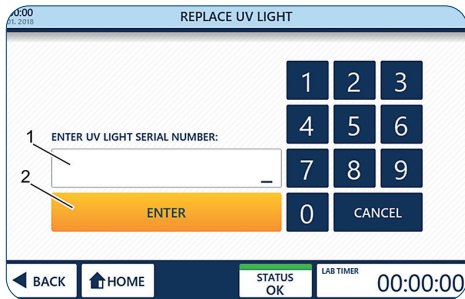 0:00
01, 2018
REPLACE UV LIGHT
1 2 3
1
ENTER UV LIGHT SERIAL NUMBER:
4 5 6
_
7 8 9
2
ENTER
0 CANCEL
BACK
HOME
STATUS
OK
LAB TIMER
00:00:00